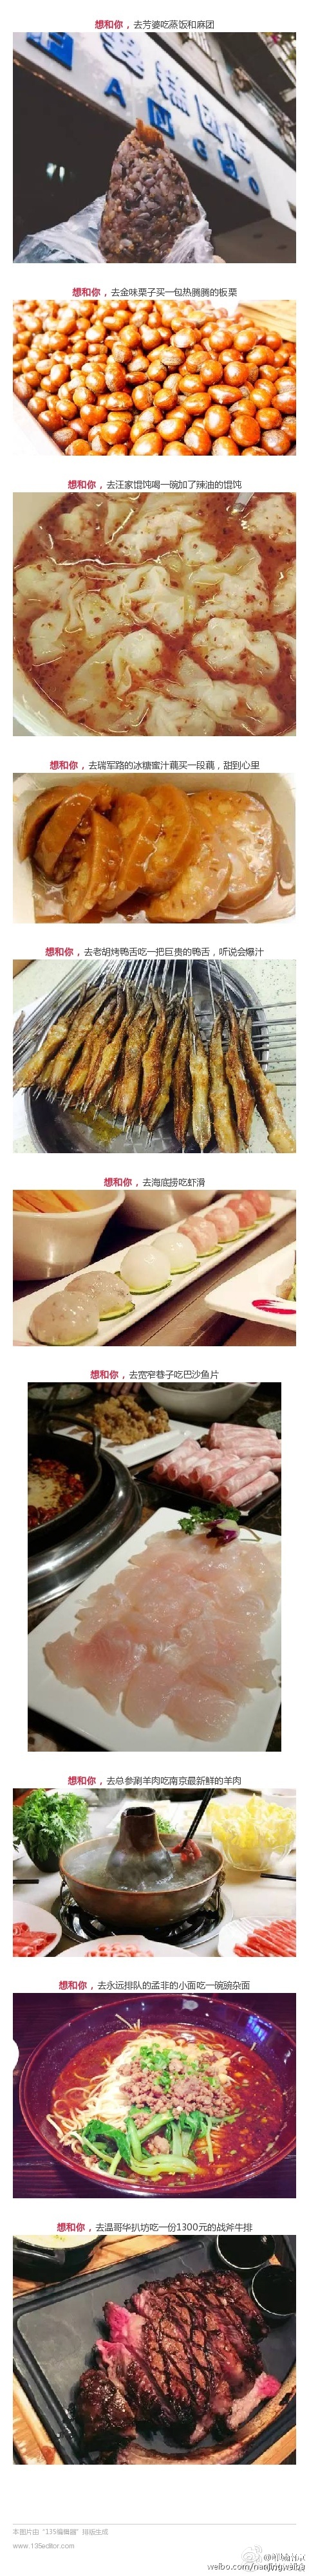 想和你，去芳婆吃蒸饭和麻团
想和你，去金味栗子买一包热腾腾的板栗
想和你，去汪家馄饨喝一碗加了辣油的馄饨
想和你，去瑞军路的冰糖蜜汁藕买一段藕，甜到心里
想和你，去老胡烤鸭舌吃一把巨贵的鸭舌，听说会爆汁
想和你，去海底捞吃虾滑
想和你，去宽窄巷子吃巴沙鱼片
想和你，去总参涮羊肉吃南京最新鲜的羊肉
想和你，去永远排队的孟非的小面吃一碗豌杂面
想和你，去温哥华扒坊吃一份1300元的战斧牛排
本图片由“135编辑器”排版生成
www.135editor.com